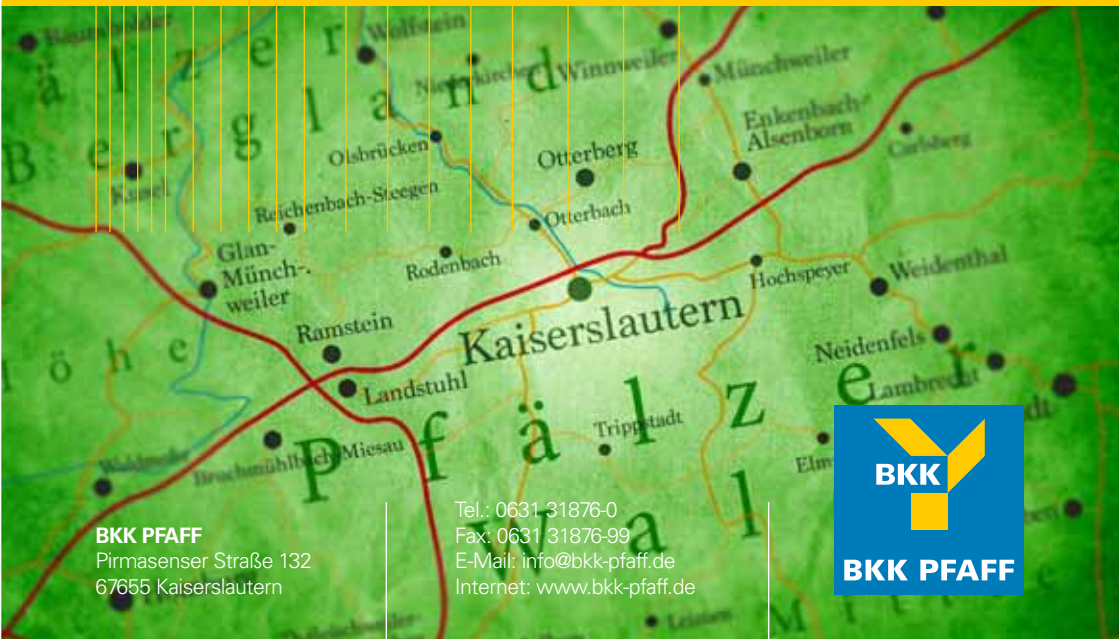 Wolfstein
ä l z e r
Winnweiler
Münchweiler
B e r g l a n d
Enkenbach-
Alsenborn
Olsbrücken
Otterberg
Carlsberg
Kusel
Reichenbach-Steegen
Otterbach
Glan-
Münch-
weiler
Rodenbach
Hochspeyer
Weidenthal
Kaiserslautern
Ramstein
Neidenfels
Landstuhl
Lambrecht
ö h e
P f ä l z e r
Trippstadt
Bruchmühlbach-Miesau
W a l
BKK
BKK PFAFF
BKK PFAFF
Pirmasenser Straße 132
67655 Kaiserslautern
Tel.: 0631 31876-0
Fax: 0631 31876-99
E-Mail: info@bkk-pfaff.de
Internet: www.bkk-pfaff.de